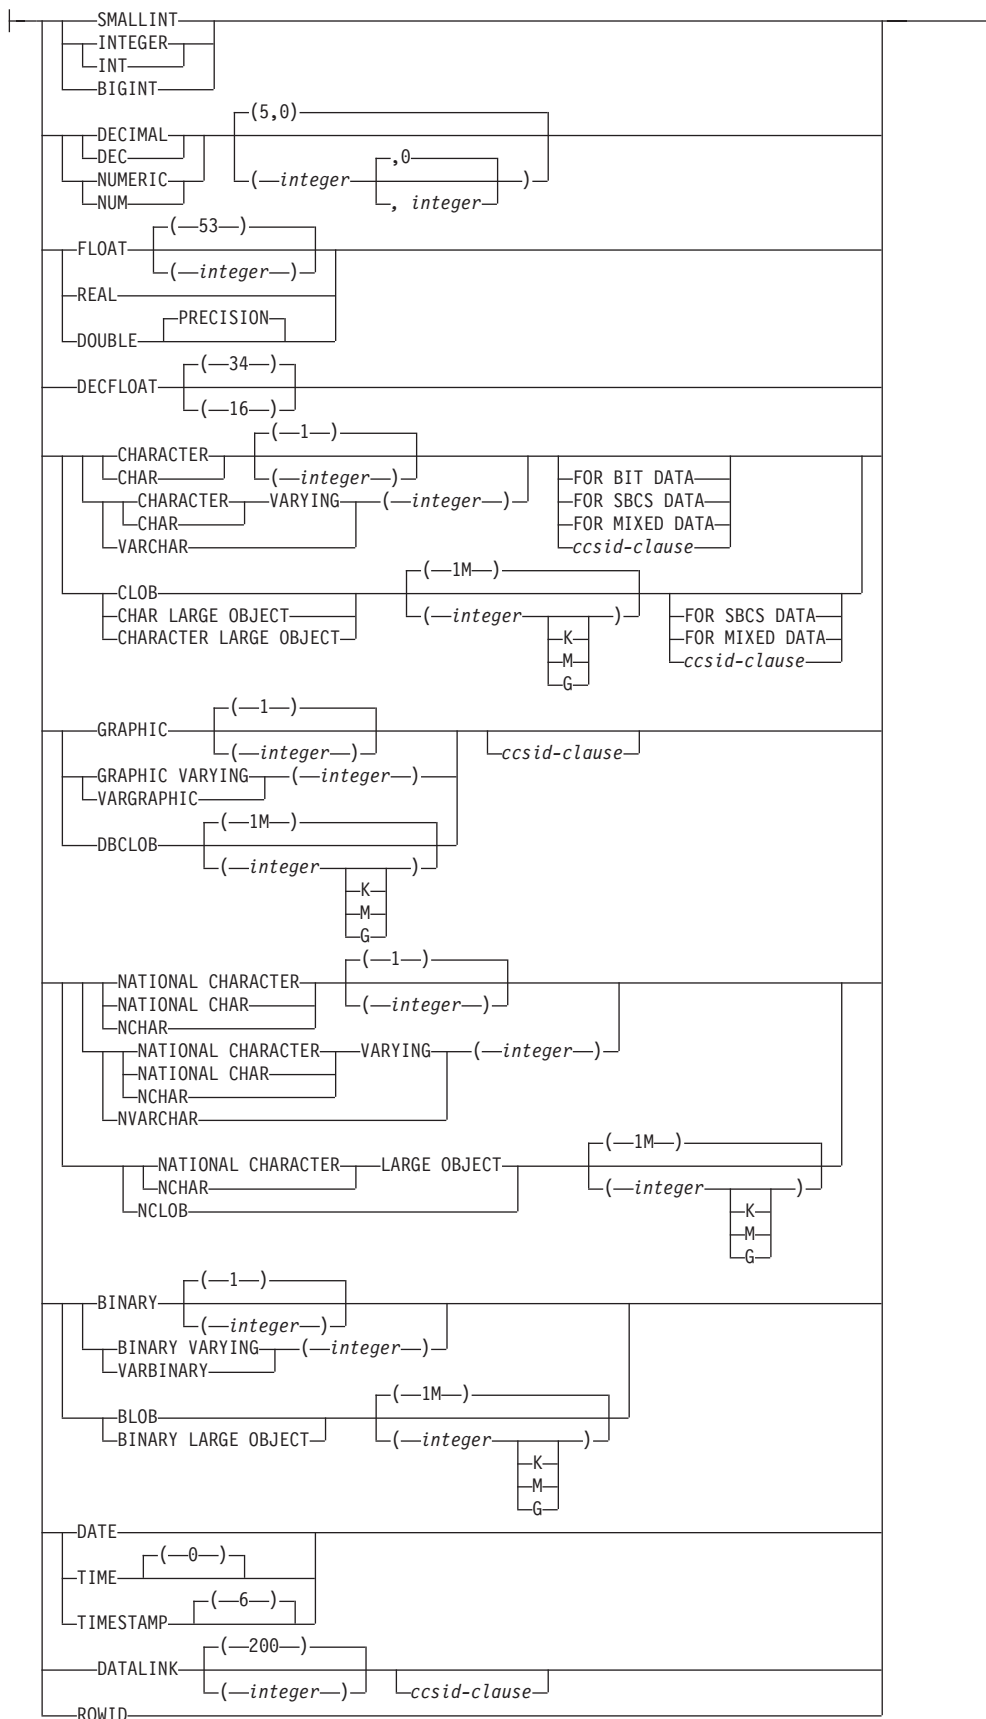 SMALLINT
INTEGER
INT
BIGINT
(5,0)
DECIMAL
DEC
,0
NUMERIC
( integer )
NUM
, integer
( 53 )
FLOAT
( integer )
REAL
PRECISION
DOUBLE
( 34 )
DECFLOAT
( 16 )
( 1 )
CHARACTER
CHAR
( integer )
FOR BIT DATA
CHARACTER VARYING ( integer )
FOR SBCS DATA
CHAR
FOR MIXED DATA
VARCHAR
ccsid-clause
( 1M )
CLOB
CHAR LARGE OBJECT
( integer )
FOR SBCS DATA
CHARACTER LARGE OBJECT
K
FOR MIXED DATA
M
ccsid-clause
G
( 1 )
GRAPHIC
( integer )
ccsid-clause
GRAPHIC VARYING ( integer )
VARGRAPHIC
( 1M )
DBCLOB
( integer )
K
M
G
( 1 )
NATIONAL CHARACTER
NATIONAL CHAR
( integer )
NCHAR
NATIONAL CHARACTER VARYING ( integer )
NATIONAL CHAR
NCHAR
NVARCHAR
( 1M )
NATIONAL CHARACTER LARGE OBJECT
NCHAR
( integer )
NCLOB
K
M
G
( 1 )
BINARY
( integer )
BINARY VARYING ( integer )
VARBINARY
( 1M )
BLOB
BINARY LARGE OBJECT
( integer )
K
M
G
DATE
( 0 )
TIME
( 6 )
TIMESTAMP
( 200 )
DATALINK
( integer )
ccsid-clause
ROWID